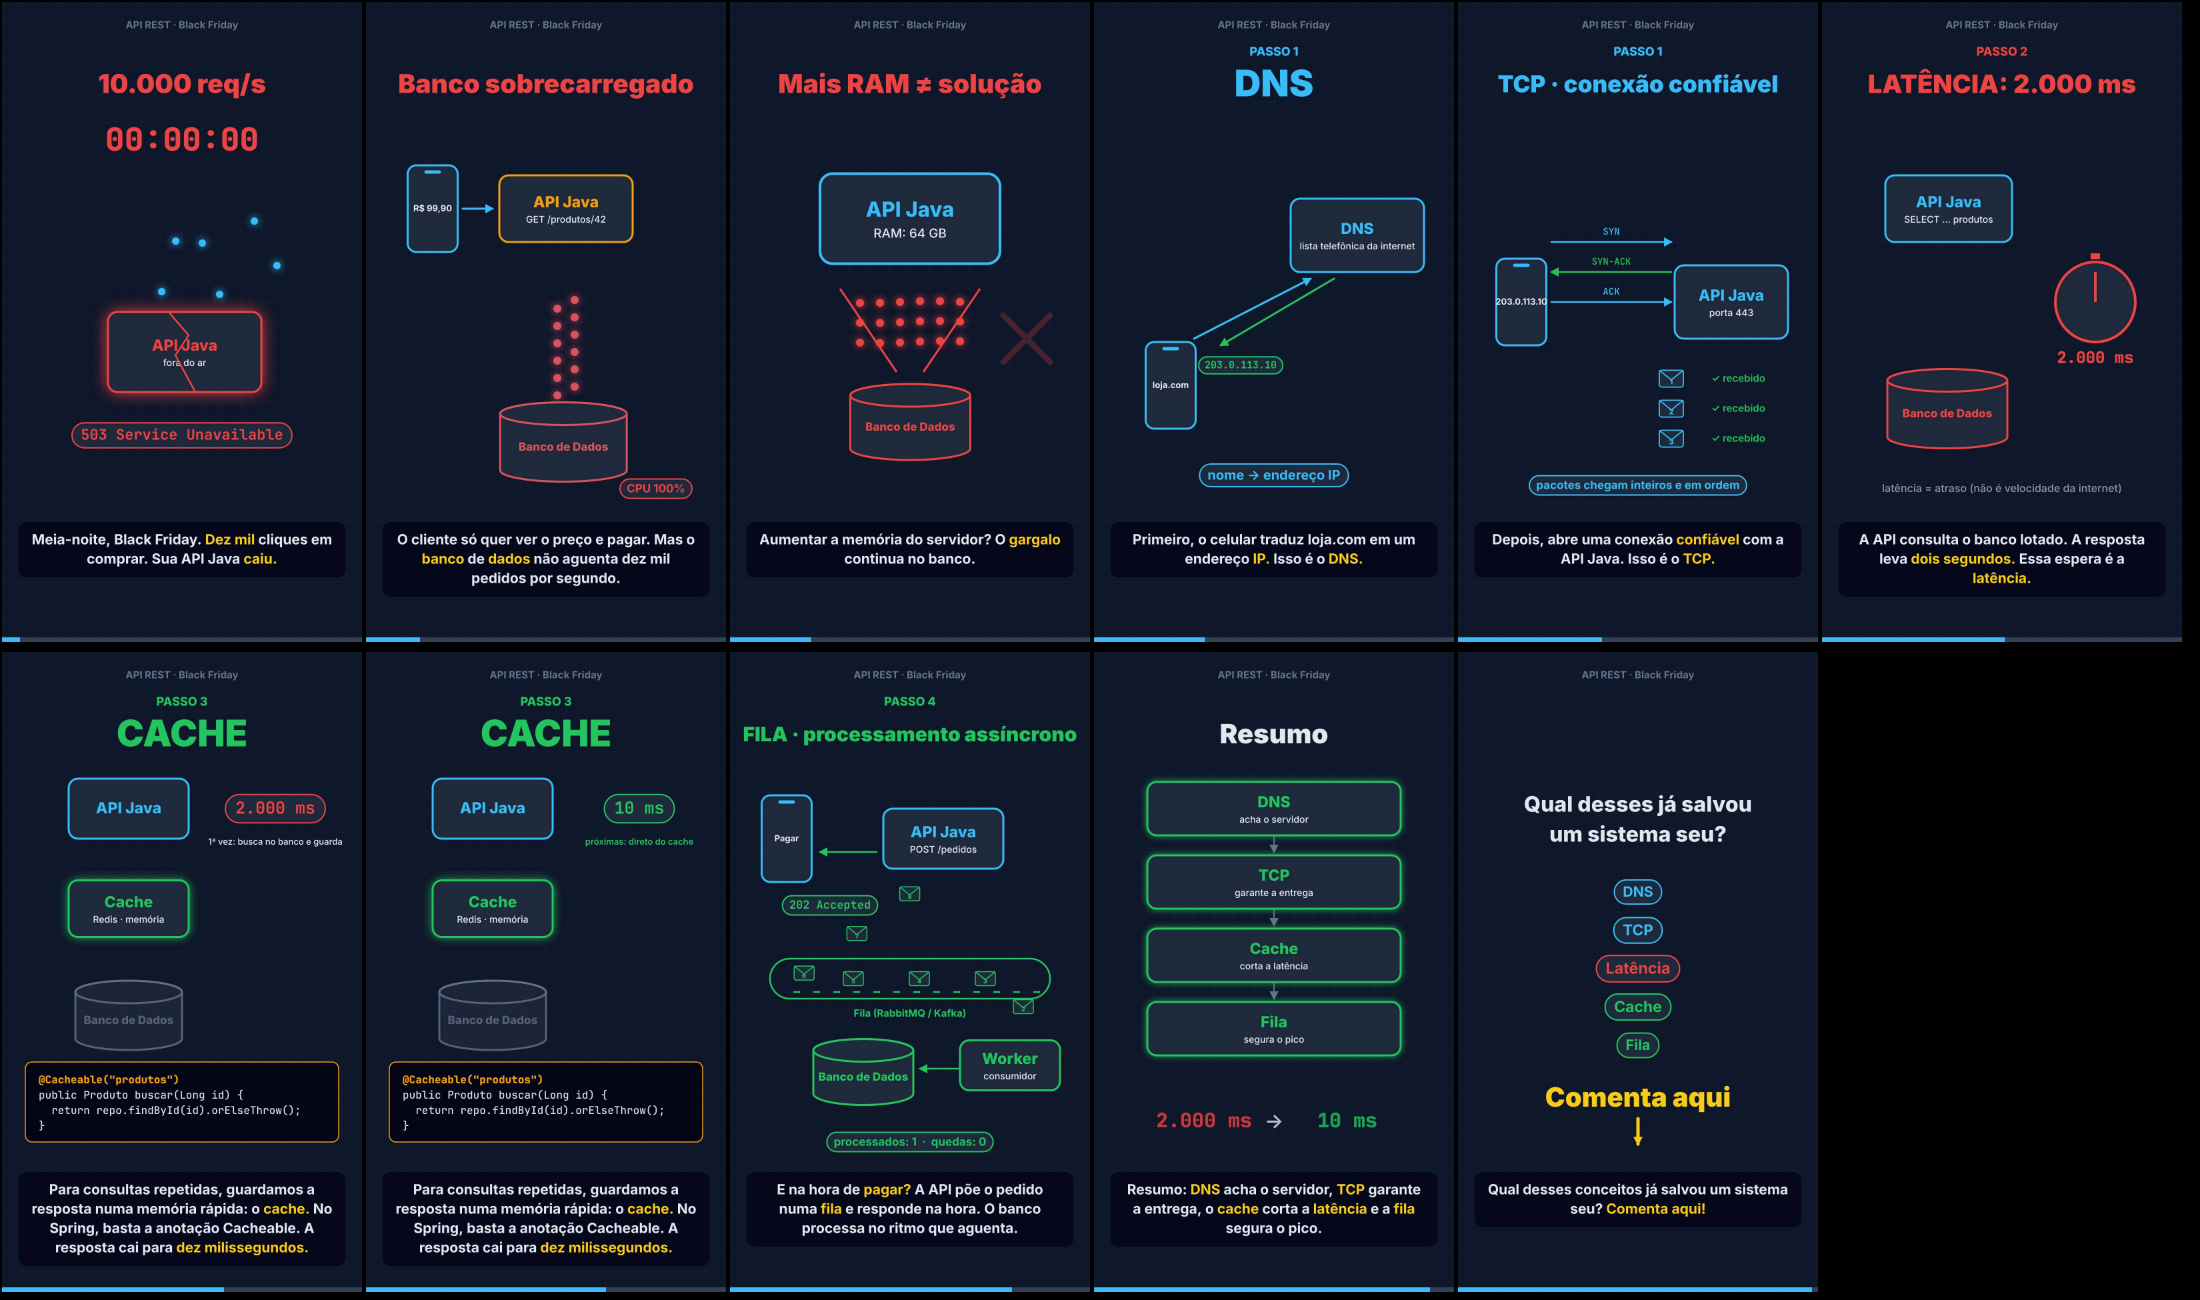 API REST · Black Friday
10.000 req/s
00:00:00
API Java
fora do ar
503 Service Unavailable
Meia-noite, Black Friday. Dez mil cliques em
comprar. Sua API Java caiu.
API REST · Black Friday
Banco sobrecarregado
R$ 99,90
API Java
GET /produtos/42
Banco de Dados
CPU 100%
O cliente só quer ver o preço e pagar. Mas o
banco de dados não aguenta dez mil
pedidos por segundo.
API REST · Black Friday
Mais RAM ≠ solução
API Java
RAM: 64 GB
Banco de Dados
Aumentar a memória do servidor? O gargalo
continua no banco.
API REST · Black Friday
PASSO 1
DNS
DNS
lista telefônica da internet
203.0.113.10
loja.com
nome → endereço IP
Primeiro, o celular traduz loja.com em um
endereço IP. Isso é o DNS.
API REST · Black Friday
PASSO 1
TCP · conexão confiável
SYN
SYN-ACK
ACK
203.0.113.10
API Java
porta 443
1 ✓ recebido
2 ✓ recebido
3 ✓ recebido
pacotes chegam inteiros e em ordem
Depois, abre uma conexão confiável com a
API Java. Isso é o TCP.
API REST · Black Friday
PASSO 2
LATÊNCIA: 2.000 ms
API Java
SELECT ... produtos
2.000 ms
Banco de Dados
latência = atraso (não é velocidade da internet)
A API consulta o banco lotado. A resposta
leva dois segundos. Essa espera é a
latência.
API REST · Black Friday
PASSO 3
CACHE
API Java
2.000 ms
1ª vez: busca no banco e guarda
Cache
Redis · memória
Banco de Dados
@Cacheable("produtos")
public Produto buscar(Long id) {
return repo.findById(id).orElseThrow();
}
Para consultas repetidas, guardamos a
resposta numa memória rápida: o cache. No
Spring, basta a anotação Cacheable. A
resposta cai para dez milissegundos.
API REST · Black Friday
PASSO 3
CACHE
API Java
10 ms
próximas: direto do cache
Cache
Redis · memória
Banco de Dados
@Cacheable("produtos")
public Produto buscar(Long id) {
return repo.findById(id).orElseThrow();
}
Para consultas repetidas, guardamos a
resposta numa memória rápida: o cache. No
Spring, basta a anotação Cacheable. A
resposta cai para dez milissegundos.
API REST · Black Friday
PASSO 4
FILA · processamento assíncrono
Pagar
API Java
POST /pedidos
202 Accepted
Fila (RabbitMQ / Kafka)
Banco de Dados
Worker
consumidor
processados: 1 · quedas: 0
E na hora de pagar? A API põe o pedido
numa fila e responde na hora. O banco
processa no ritmo que aguenta.
API REST · Black Friday
Resumo
DNS
acha o servidor
TCP
garante a entrega
Cache
corta a latência
Fila
segura o pico
2.000 ms → 10 ms
Resumo: DNS acha o servidor, TCP garante
a entrega, o cache corta a latência e a fila
segura o pico.
API REST · Black Friday
Qual desses já salvou
um sistema seu?
DNS
TCP
Latência
Cache
Fila
Comenta aqui
Qual desses conceitos já salvou um sistema
seu? Comenta aqui!